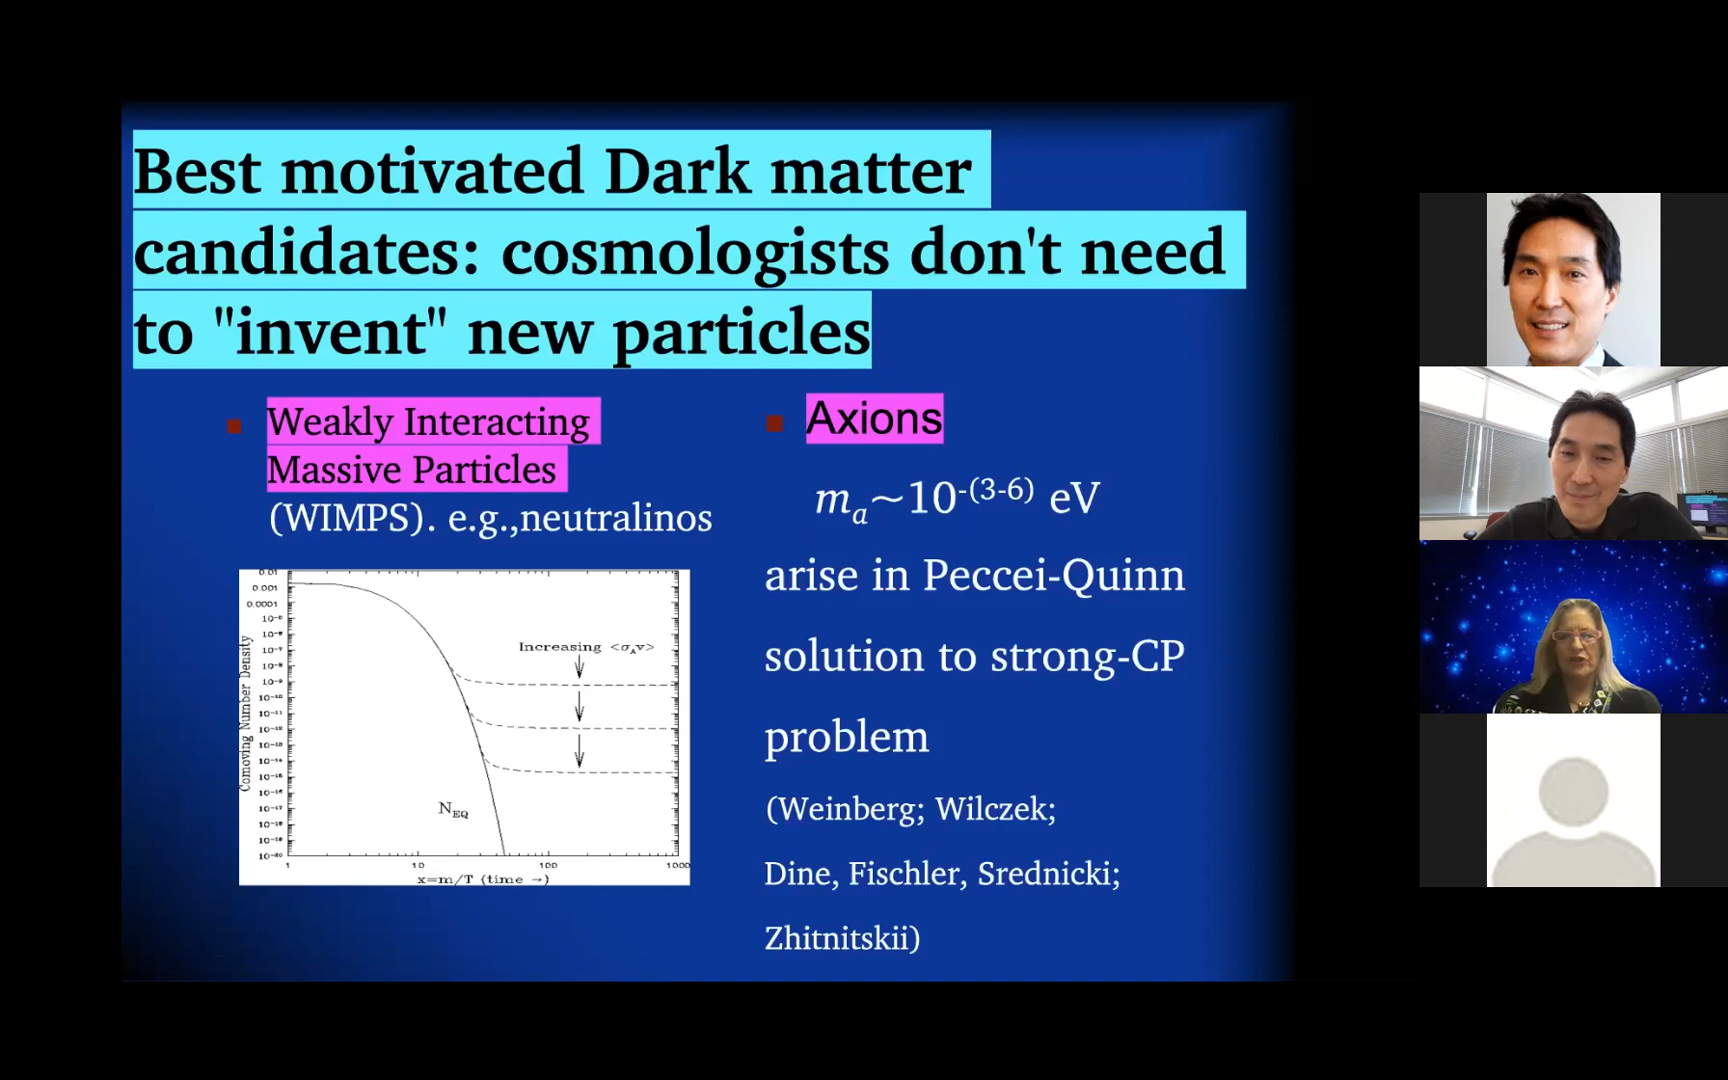 Best motivated Dark matter
candidates: cosmologists don't need
to "invent" new particles
Weakly Interacting
Massive Particles
(WIMPS). e.g.,neutralinos
Axions
mₐ~10⁻⁽³⁻⁶⁾ eV
arise in Peccei-Quinn
solution to strong-CP
problem
(Weinberg; Wilczek;
Dine, Fischler, Srednicki;
Zhitnitskii)
Comoving Number Density
0.01
0.001
0.0001
Increasing <σ_A v>
N_EQ
1 10 100 1000
x=m/T (time →)